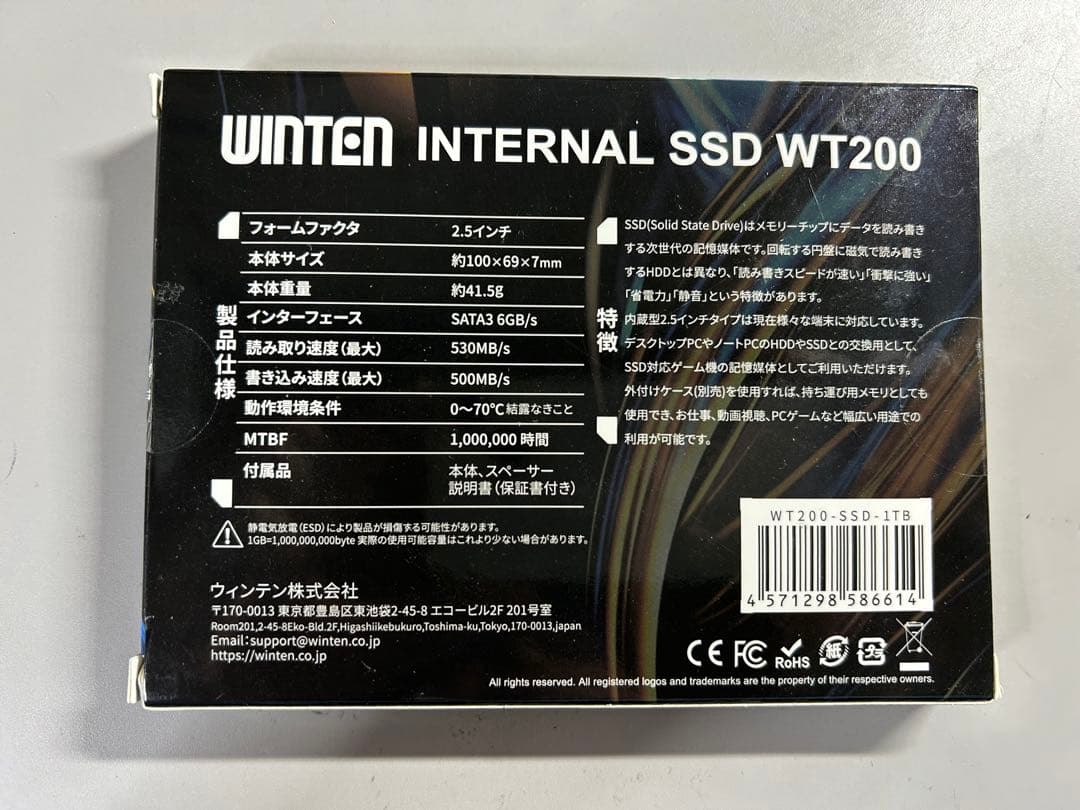 WINTEN INTERNAL SSD WT200
製品仕様
フォームファクタ 2.5インチ
本体サイズ 約100×69×7mm
本体重量 約41.5g
インターフェース SATA3 6GB/s
読み取り速度(最大) 530MB/s
書き込み速度(最大) 500MB/s
動作環境条件 0～70℃ 結露なきこと
MTBF 1,000,000 時間
付属品 本体、スペーサー
説明書(保証書付き)
静電気放電(ESD)により製品が損傷する可能性があります。
1GB=1,000,000,000byte 実際の使用可能容量はこれより少ない場合があります。
特徴
SSD(Solid State Drive)はメモリーチップにデータを読み書き
する次世代の記憶媒体です。回転する円盤に磁気で読み書き
するHDDとは異なり、「読み書きスピードが速い」「衝撃に強い」
「省電力」「静音」という特徴があります。
内蔵型2.5インチタイプは現在様々な端末に対応しています。
デスクトップPCやノートPCのHDDやSSDとの交換用として、
SSD対応ゲーム機の記憶媒体としてご利用いただけます。
外付けケース(別売)を使用すれば、持ち運び用メモリとしても
使用でき、お仕事、動画視聴、PCゲームなど幅広い用途での
利用が可能です。
WT200-SSD-1TB
4 571298 586614
ウィンテン株式会社
〒170-0013 東京都豊島区東池袋2-45-8 エコービル2F 201号室
Room201,2-45-8Eko-Bld.2F,Higashiikebukuro,Toshima-ku,Tokyo,170-0013,japan
Email:support@winten.co.jp
https://winten.co.jp
CE FC RoHS 紙 プラ
All rights reserved. All registered logos and trademarks are the property of their respective owners.